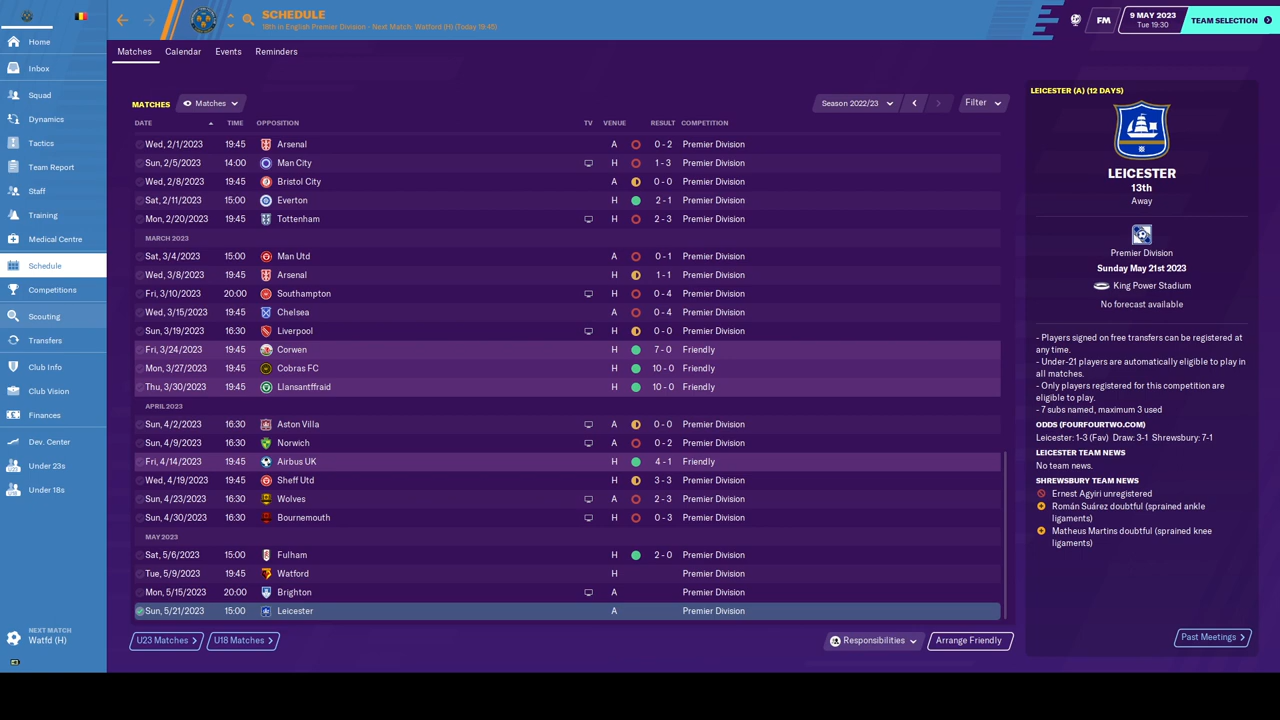 SCHEDULE
18th in English Premier Division - Next Match: Watford (H) (Today 19:45)
FM
9 MAY 2023
Tue 19:30
TEAM SELECTION
Home
Inbox
Squad
Dynamics
Tactics
Team Report
Staff
Training
Medical Centre
Schedule
Competitions
Scouting
Transfers
Club Info
Club Vision
Finances
Dev. Center
Under 23s
Under 18s
NEXT MATCH
Watfd (H)
Matches Calendar Events Reminders
MATCHES Matches Season 2022/23 Filter
DATE TIME OPPOSITION TV VENUE RESULT COMPETITION
Wed, 2/1/2023 19:45 Arsenal A 0 - 2 Premier Division
Sun, 2/5/2023 14:00 Man City H 1 - 3 Premier Division
Wed, 2/8/2023 19:45 Bristol City A 0 - 0 Premier Division
Sat, 2/11/2023 15:00 Everton H 2 - 1 Premier Division
Mon, 2/20/2023 19:45 Tottenham H 2 - 3 Premier Division
MARCH 2023
Sat, 3/4/2023 15:00 Man Utd A 0 - 1 Premier Division
Wed, 3/8/2023 19:45 Arsenal H 1 - 1 Premier Division
Fri, 3/10/2023 20:00 Southampton H 0 - 4 Premier Division
Wed, 3/15/2023 19:45 Chelsea A 0 - 4 Premier Division
Sun, 3/19/2023 16:30 Liverpool H 0 - 0 Premier Division
Fri, 3/24/2023 19:45 Corwen H 7 - 0 Friendly
Mon, 3/27/2023 19:45 Cobras FC H 10 - 0 Friendly
Thu, 3/30/2023 19:45 Llansantffraid H 10 - 0 Friendly
APRIL 2023
Sun, 4/2/2023 16:30 Aston Villa A 0 - 0 Premier Division
Sun, 4/9/2023 16:30 Norwich A 0 - 2 Premier Division
Fri, 4/14/2023 19:45 Airbus UK H 4 - 1 Friendly
Wed, 4/19/2023 19:45 Sheff Utd H 3 - 3 Premier Division
Sun, 4/23/2023 16:30 Wolves A 2 - 3 Premier Division
Sun, 4/30/2023 16:30 Bournemouth H 0 - 3 Premier Division
MAY 2023
Sat, 5/6/2023 15:00 Fulham H 2 - 0 Premier Division
Tue, 5/9/2023 19:45 Watford H Premier Division
Mon, 5/15/2023 20:00 Brighton A Premier Division
Sun, 5/21/2023 15:00 Leicester A Premier Division
U23 Matches U18 Matches Responsibilities Arrange Friendly
LEICESTER (A) (12 DAYS)
LEICESTER
13th
Away
Premier Division
Sunday May 21st 2023
King Power Stadium
No forecast available
- Players signed on free transfers can be registered at
any time.
- Under-21 players are automatically eligible to play in
all matches.
- Only players registered for this competition are
eligible to play.
- 7 subs named, maximum 3 used
ODDS (FOURFOURTWO.COM)
Leicester: 1-3 (Fav) Draw: 3-1 Shrewsbury: 7-1
LEICESTER TEAM NEWS
No team news.
SHREWSBURY TEAM NEWS
Ernest Agyiri unregistered
Román Suárez doubtful (sprained ankle
ligaments)
Matheus Martins doubtful (sprained knee
ligaments)
Past Meetings